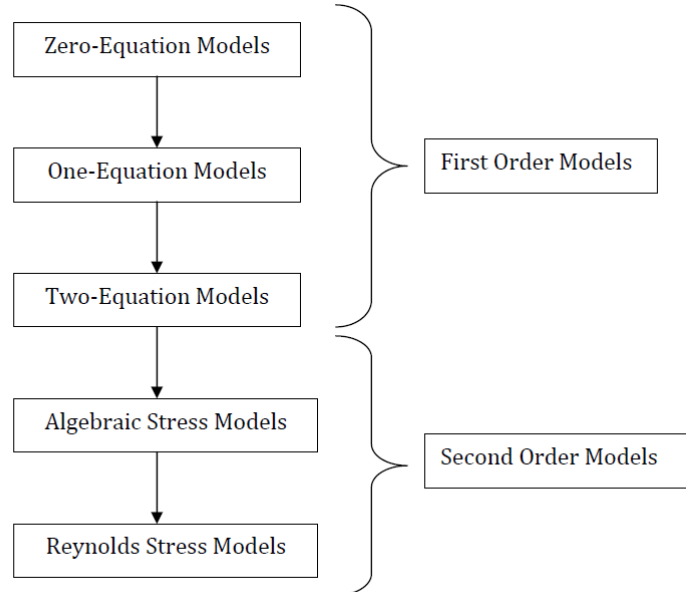 Zero-Equation Models
One-Equation Models
First Order Models
Two-Equation Models
Algebraic Stress Models
Second Order Models
Reynolds Stress Models